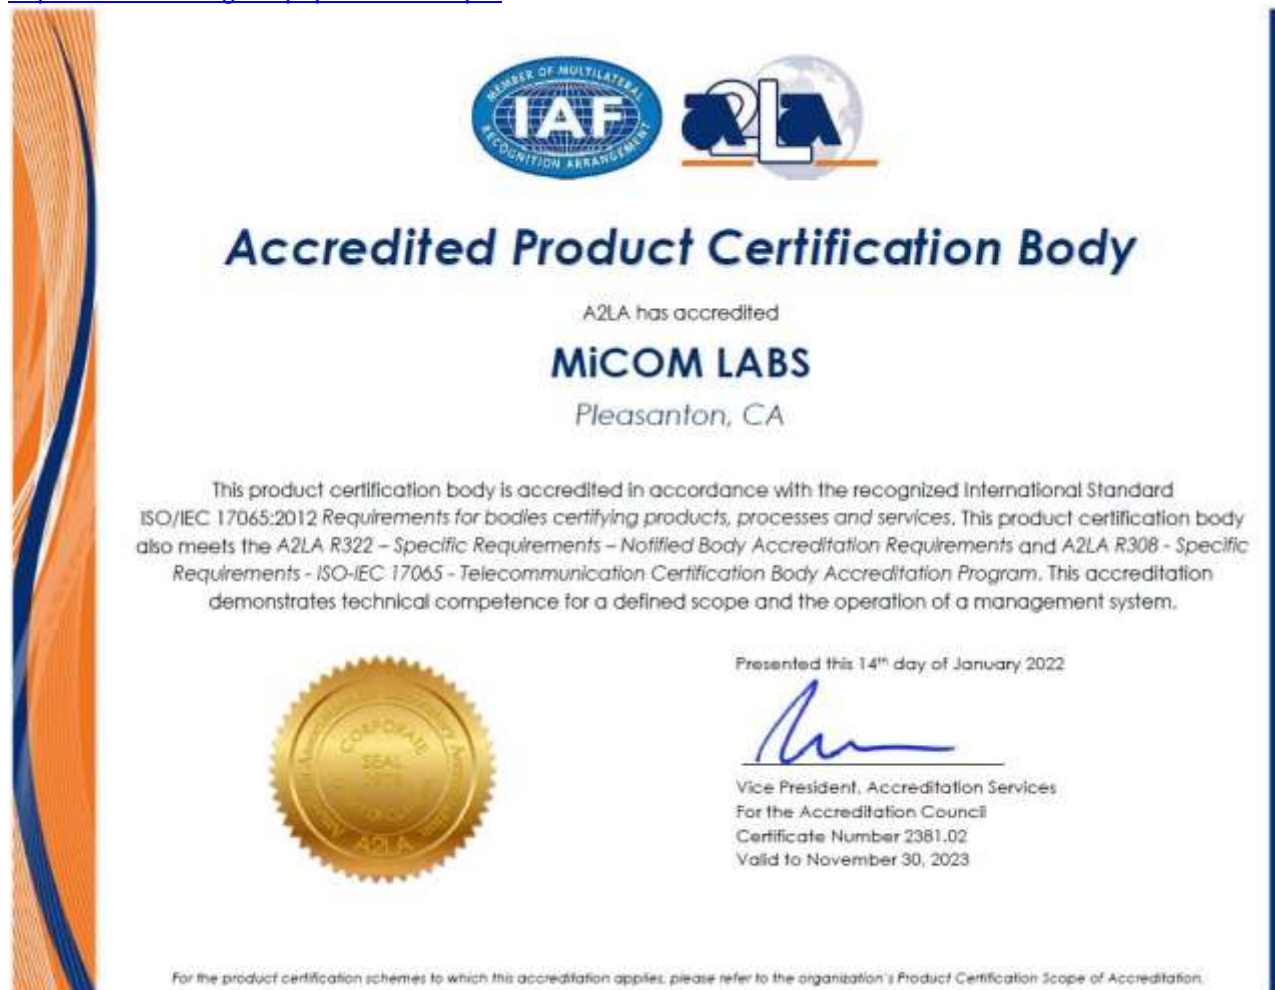 MEMBER OF MULTILATERAL
IAF
RECOGNITION ARRANGEMENT
a2La
Accredited Product Certification Body
A2LA has accredited
MiCOM LABS
Pleasanton, CA
This product certification body is accredited in accordance with the recognized International Standard
ISO/IEC 17065:2012 Requirements for bodies certifying products, processes and services. This product certification body
also meets the A2LA R322 – Specific Requirements – Notified Body Accreditation Requirements and A2LA R308 - Specific
Requirements - ISO-IEC 17065 - Telecommunication Certification Body Accreditation Program. This accreditation
demonstrates technical competence for a defined scope and the operation of a management system.
Presented this 14th day of January 2022
CORPORATE
SEAL
A2LA
Vice President, Accreditation Services
For the Accreditation Council
Certificate Number 2381.02
Valid to November 30, 2023
For the product certification schemes to which this accreditation applies, please refer to the organization's Product Certification Scope of Accreditation.